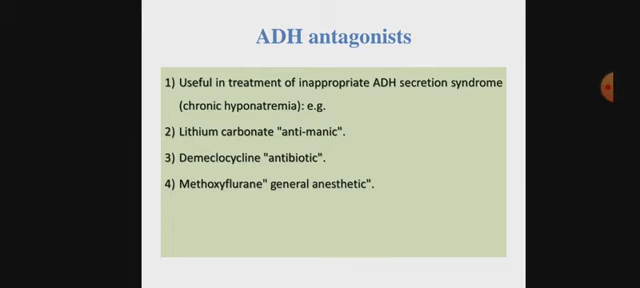 ADH antagonists
1) Useful in treatment of inappropriate ADH secretion syndrome
(chronic hyponatremia): e.g.
2) Lithium carbonate "anti-manic".
3) Demeclocycline "antibiotic".
4) Methoxyflurane" general anesthetic".